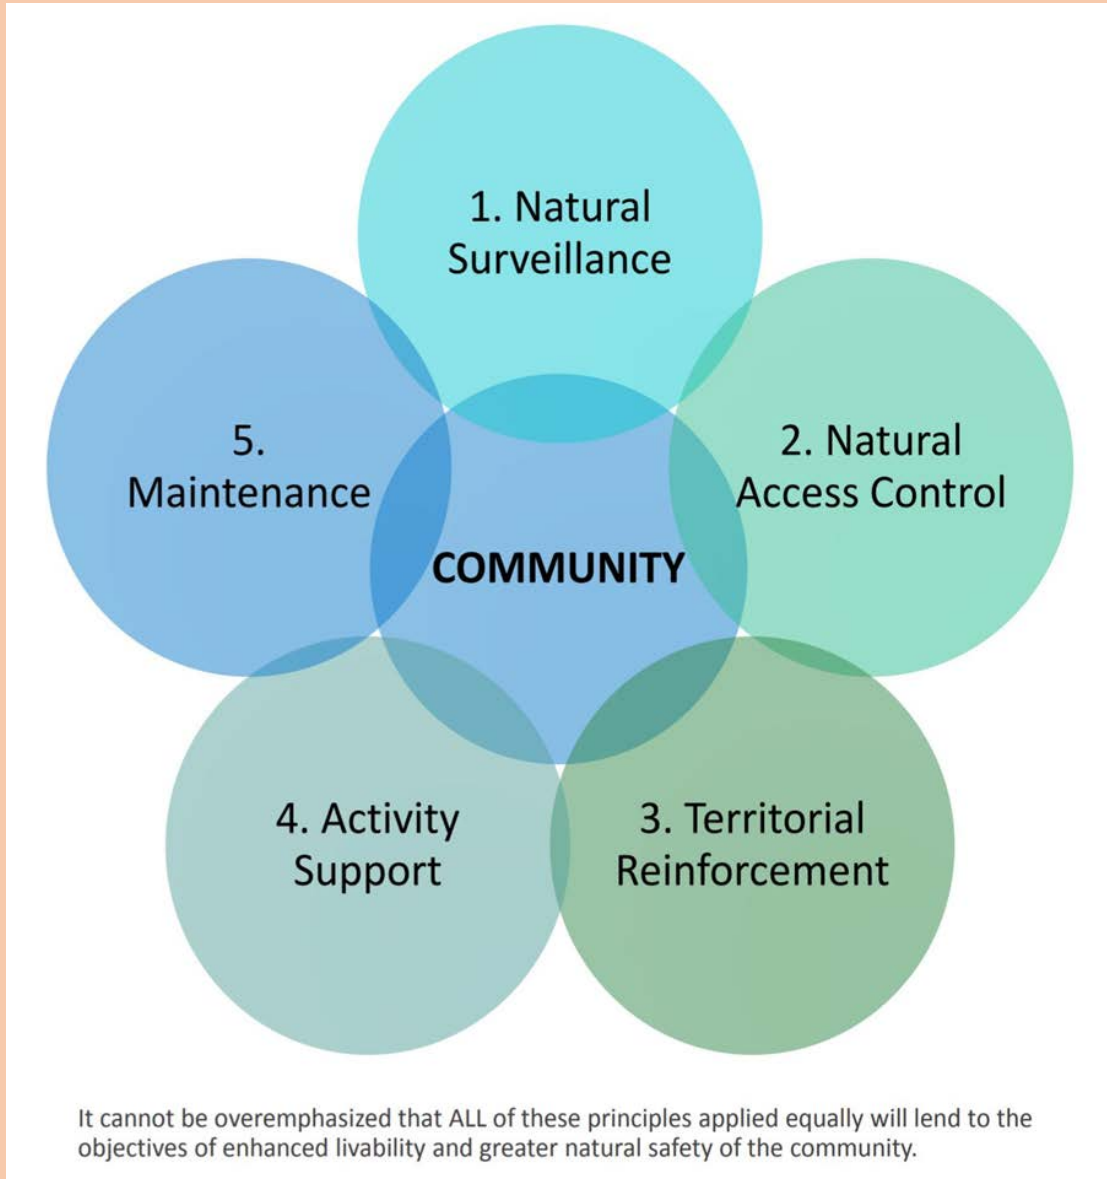 1. Natural
Surveillance
2. Natural
Access Control
3. Territorial
Reinforcement
4. Activity
Support
5.
Maintenance
COMMUNITY
It cannot be overemphasized that ALL of these principles applied equally will lend to the
objectives of enhanced livability and greater natural safety of the community.